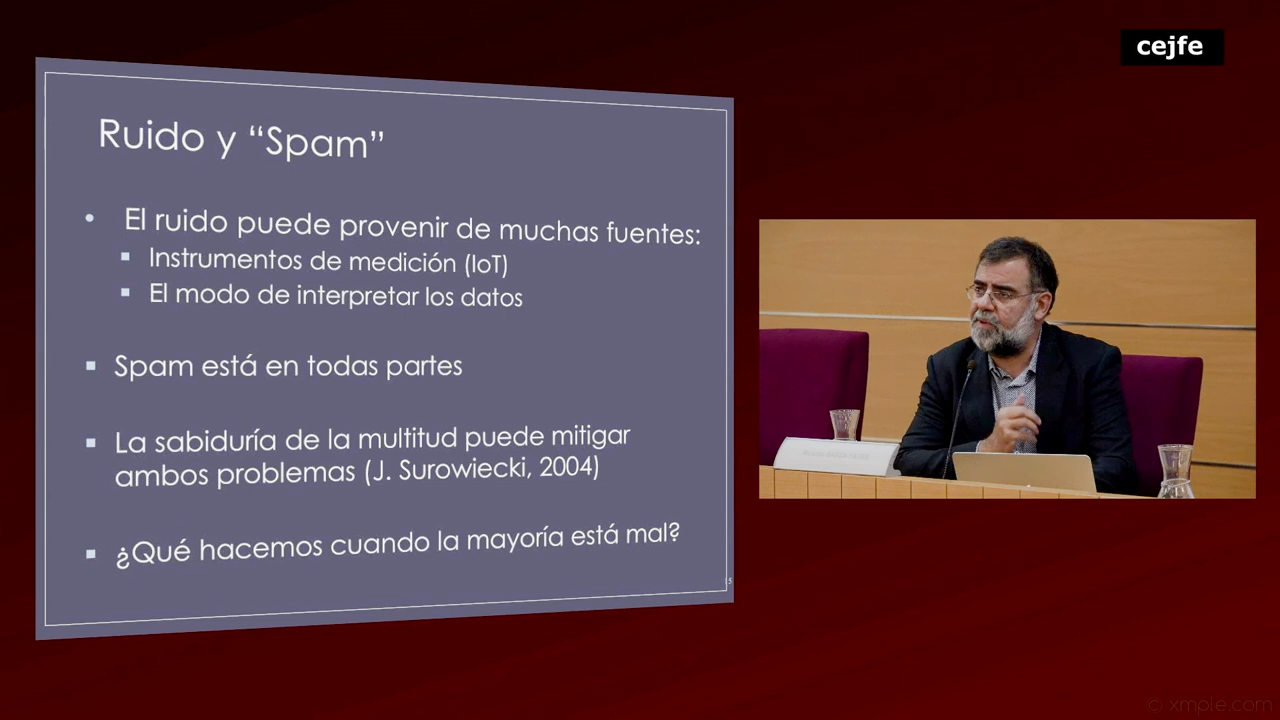 cejfe
Ruido y “Spam”
• El ruido puede provenir de muchas fuentes:
▪ Instrumentos de medición (IoT)
▪ El modo de interpretar los datos
▪ Spam está en todas partes
▪ La sabiduría de la multitud puede mitigar
ambos problemas (J. Surowiecki, 2004)
▪ ¿Qué hacemos cuando la mayoría está mal?
© xmple.com